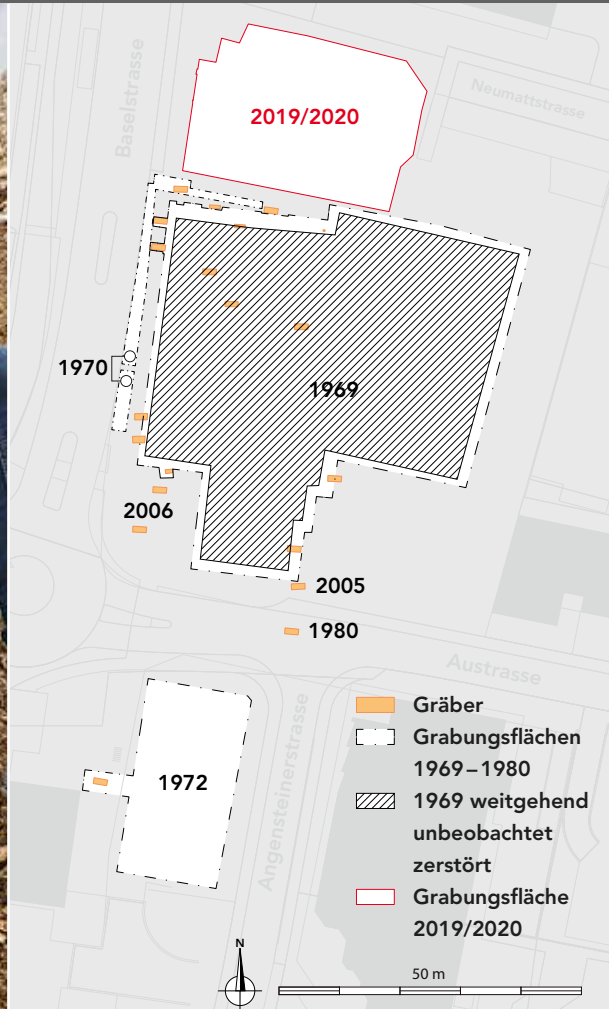 Baselstrasse
Neumattstrasse
2019/2020
1970
1969
2006
2005
1980
Austrasse
1972
Angensteinerstrasse
Gräber
Grabungsflächen
1969–1980
1969 weitgehend
unbeobachtet
zerstört
Grabungsfläche
2019/2020
N
50 m